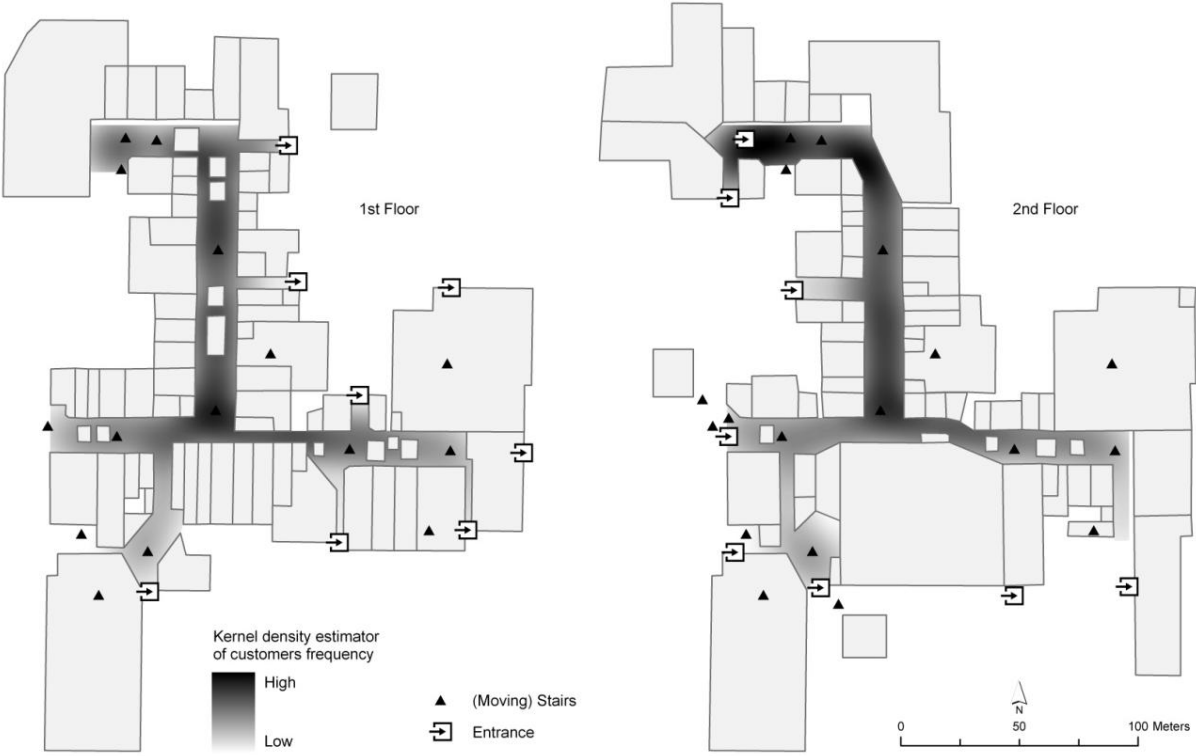 1st Floor
2nd Floor
Kernel density estimator
of customers frequency
High
Low
(Moving) Stairs
Entrance
N
0 50 100 Meters